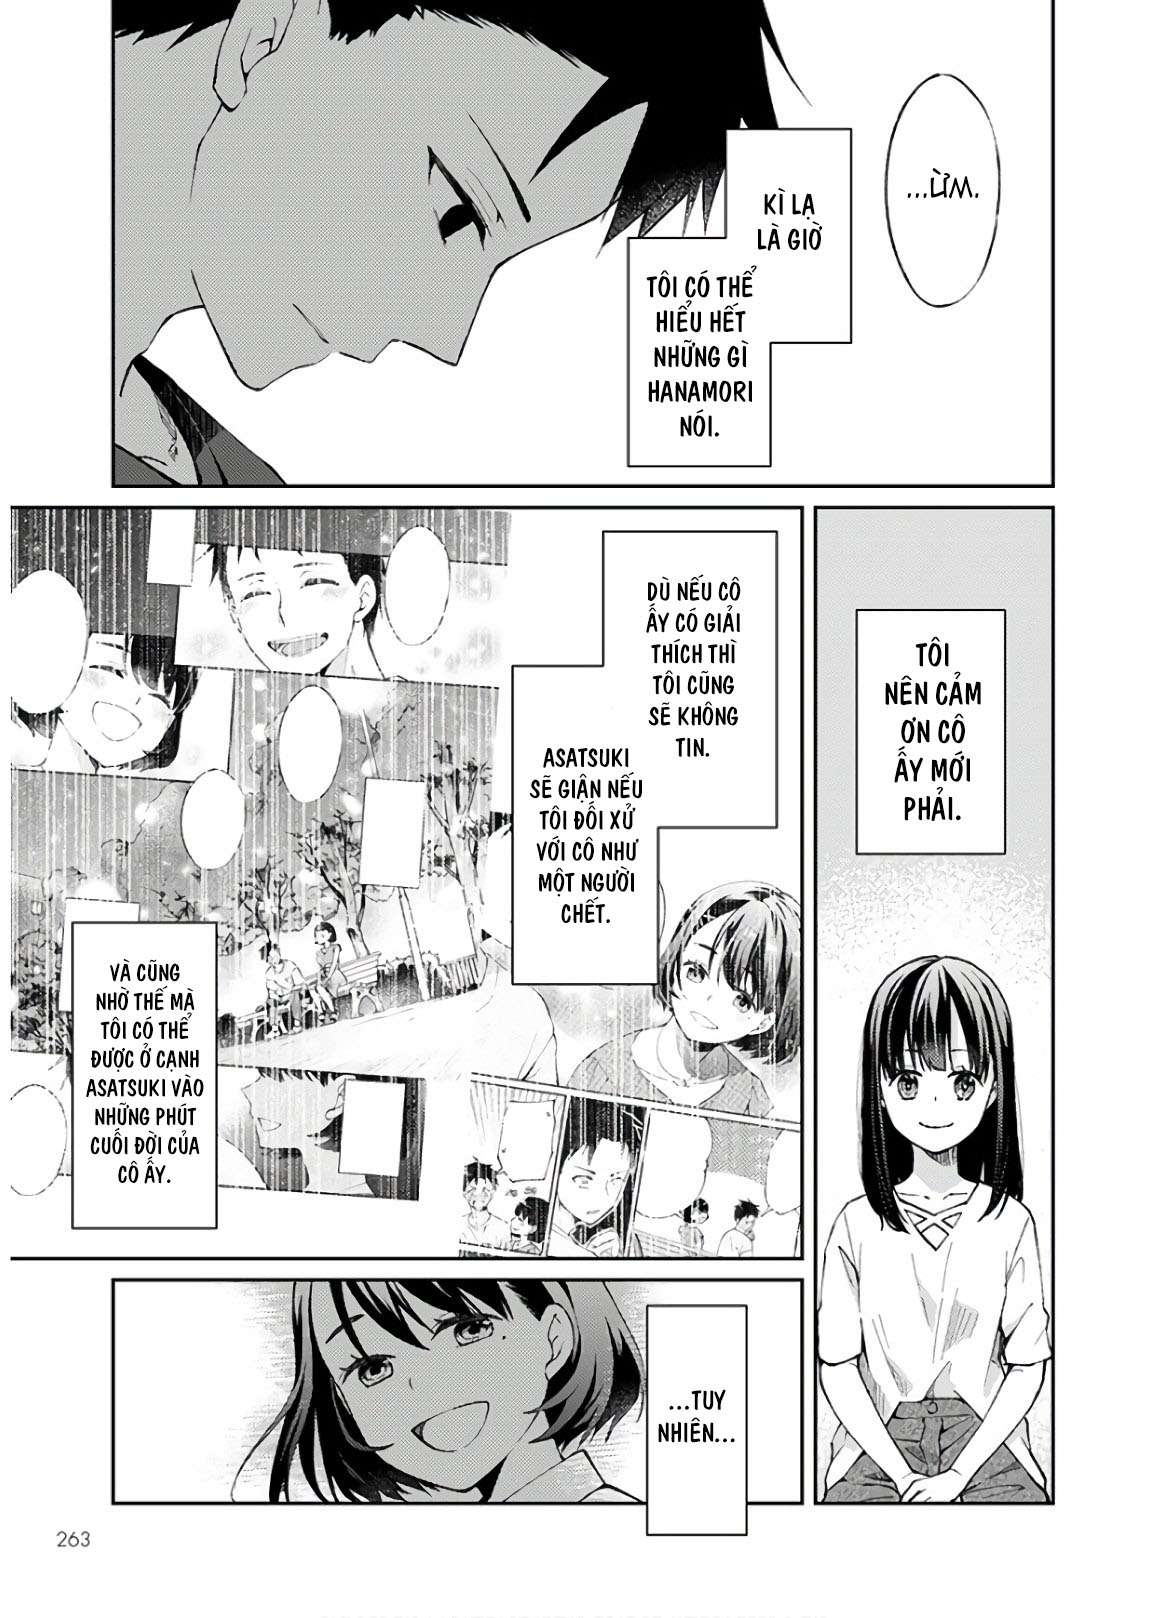 ...ỪM.
KÌ LẠ
LÀ GIỜ
TÔI CÓ THỂ
HIỂU HẾT
NHỮNG GÌ
HANAMORI
NÓI.
TÔI
NÊN CẢM
ƠN CÔ
ẤY MỚI
PHẢI.
DÙ NẾU CÔ
ẤY CÓ GIẢI
THÍCH THÌ
TÔI CŨNG
SẼ KHÔNG
TIN.
ASATSUKI
SẼ GIẬN NẾU
TÔI ĐỐI XỬ
VỚI CÔ NHƯ
MỘT NGƯỜI
CHẾT.
VÀ CŨNG
NHỜ THẾ MÀ
TÔI CÓ THỂ
ĐƯỢC Ở CẠNH
ASATSUKI VÀO
NHỮNG PHÚT
CUỐI ĐỜI CỦA
CÔ ẤY.
...TUY
NHIÊN...
263